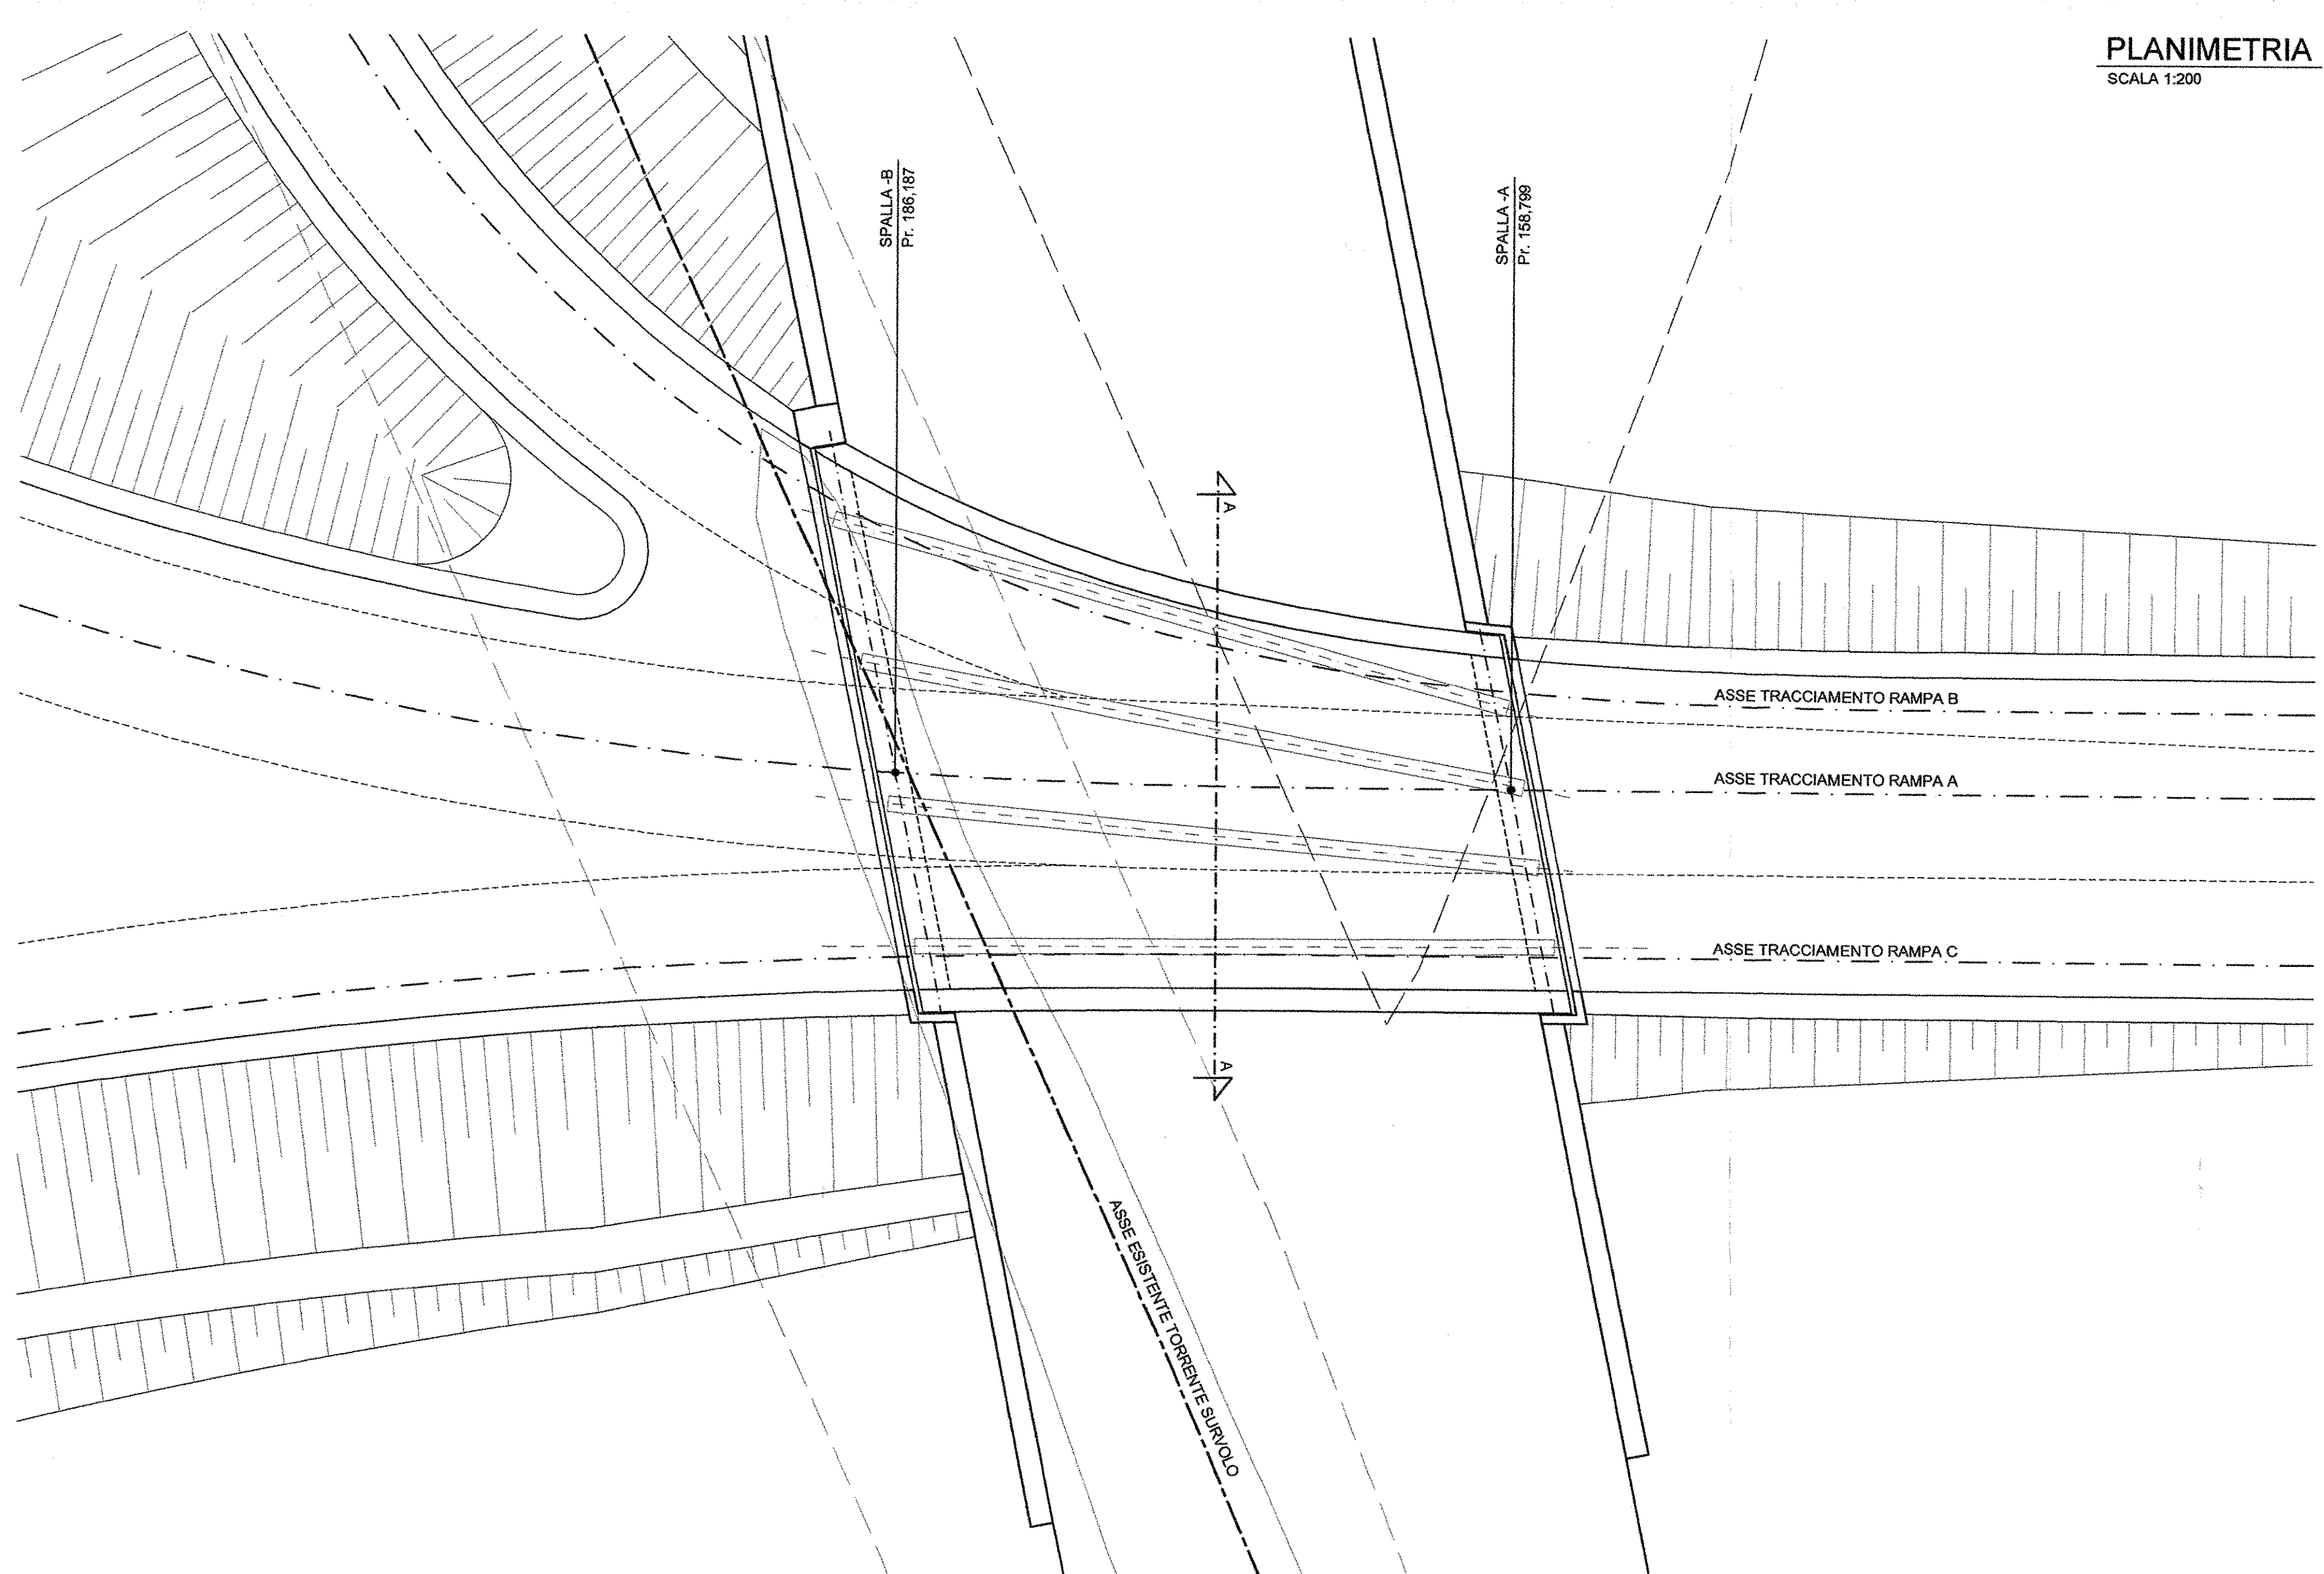 PLANIMETRIA
SCALA 1:200
SPALLA -B
Pr. 186,187
SPALLA -A
Pr. 158,799
A
ASSE TRACCIAMENTO RAMPA B
ASSE TRACCIAMENTO RAMPA A
ASSE TRACCIAMENTO RAMPA C
A
ASSE ESISTENTE TORRENTE SURVOLO